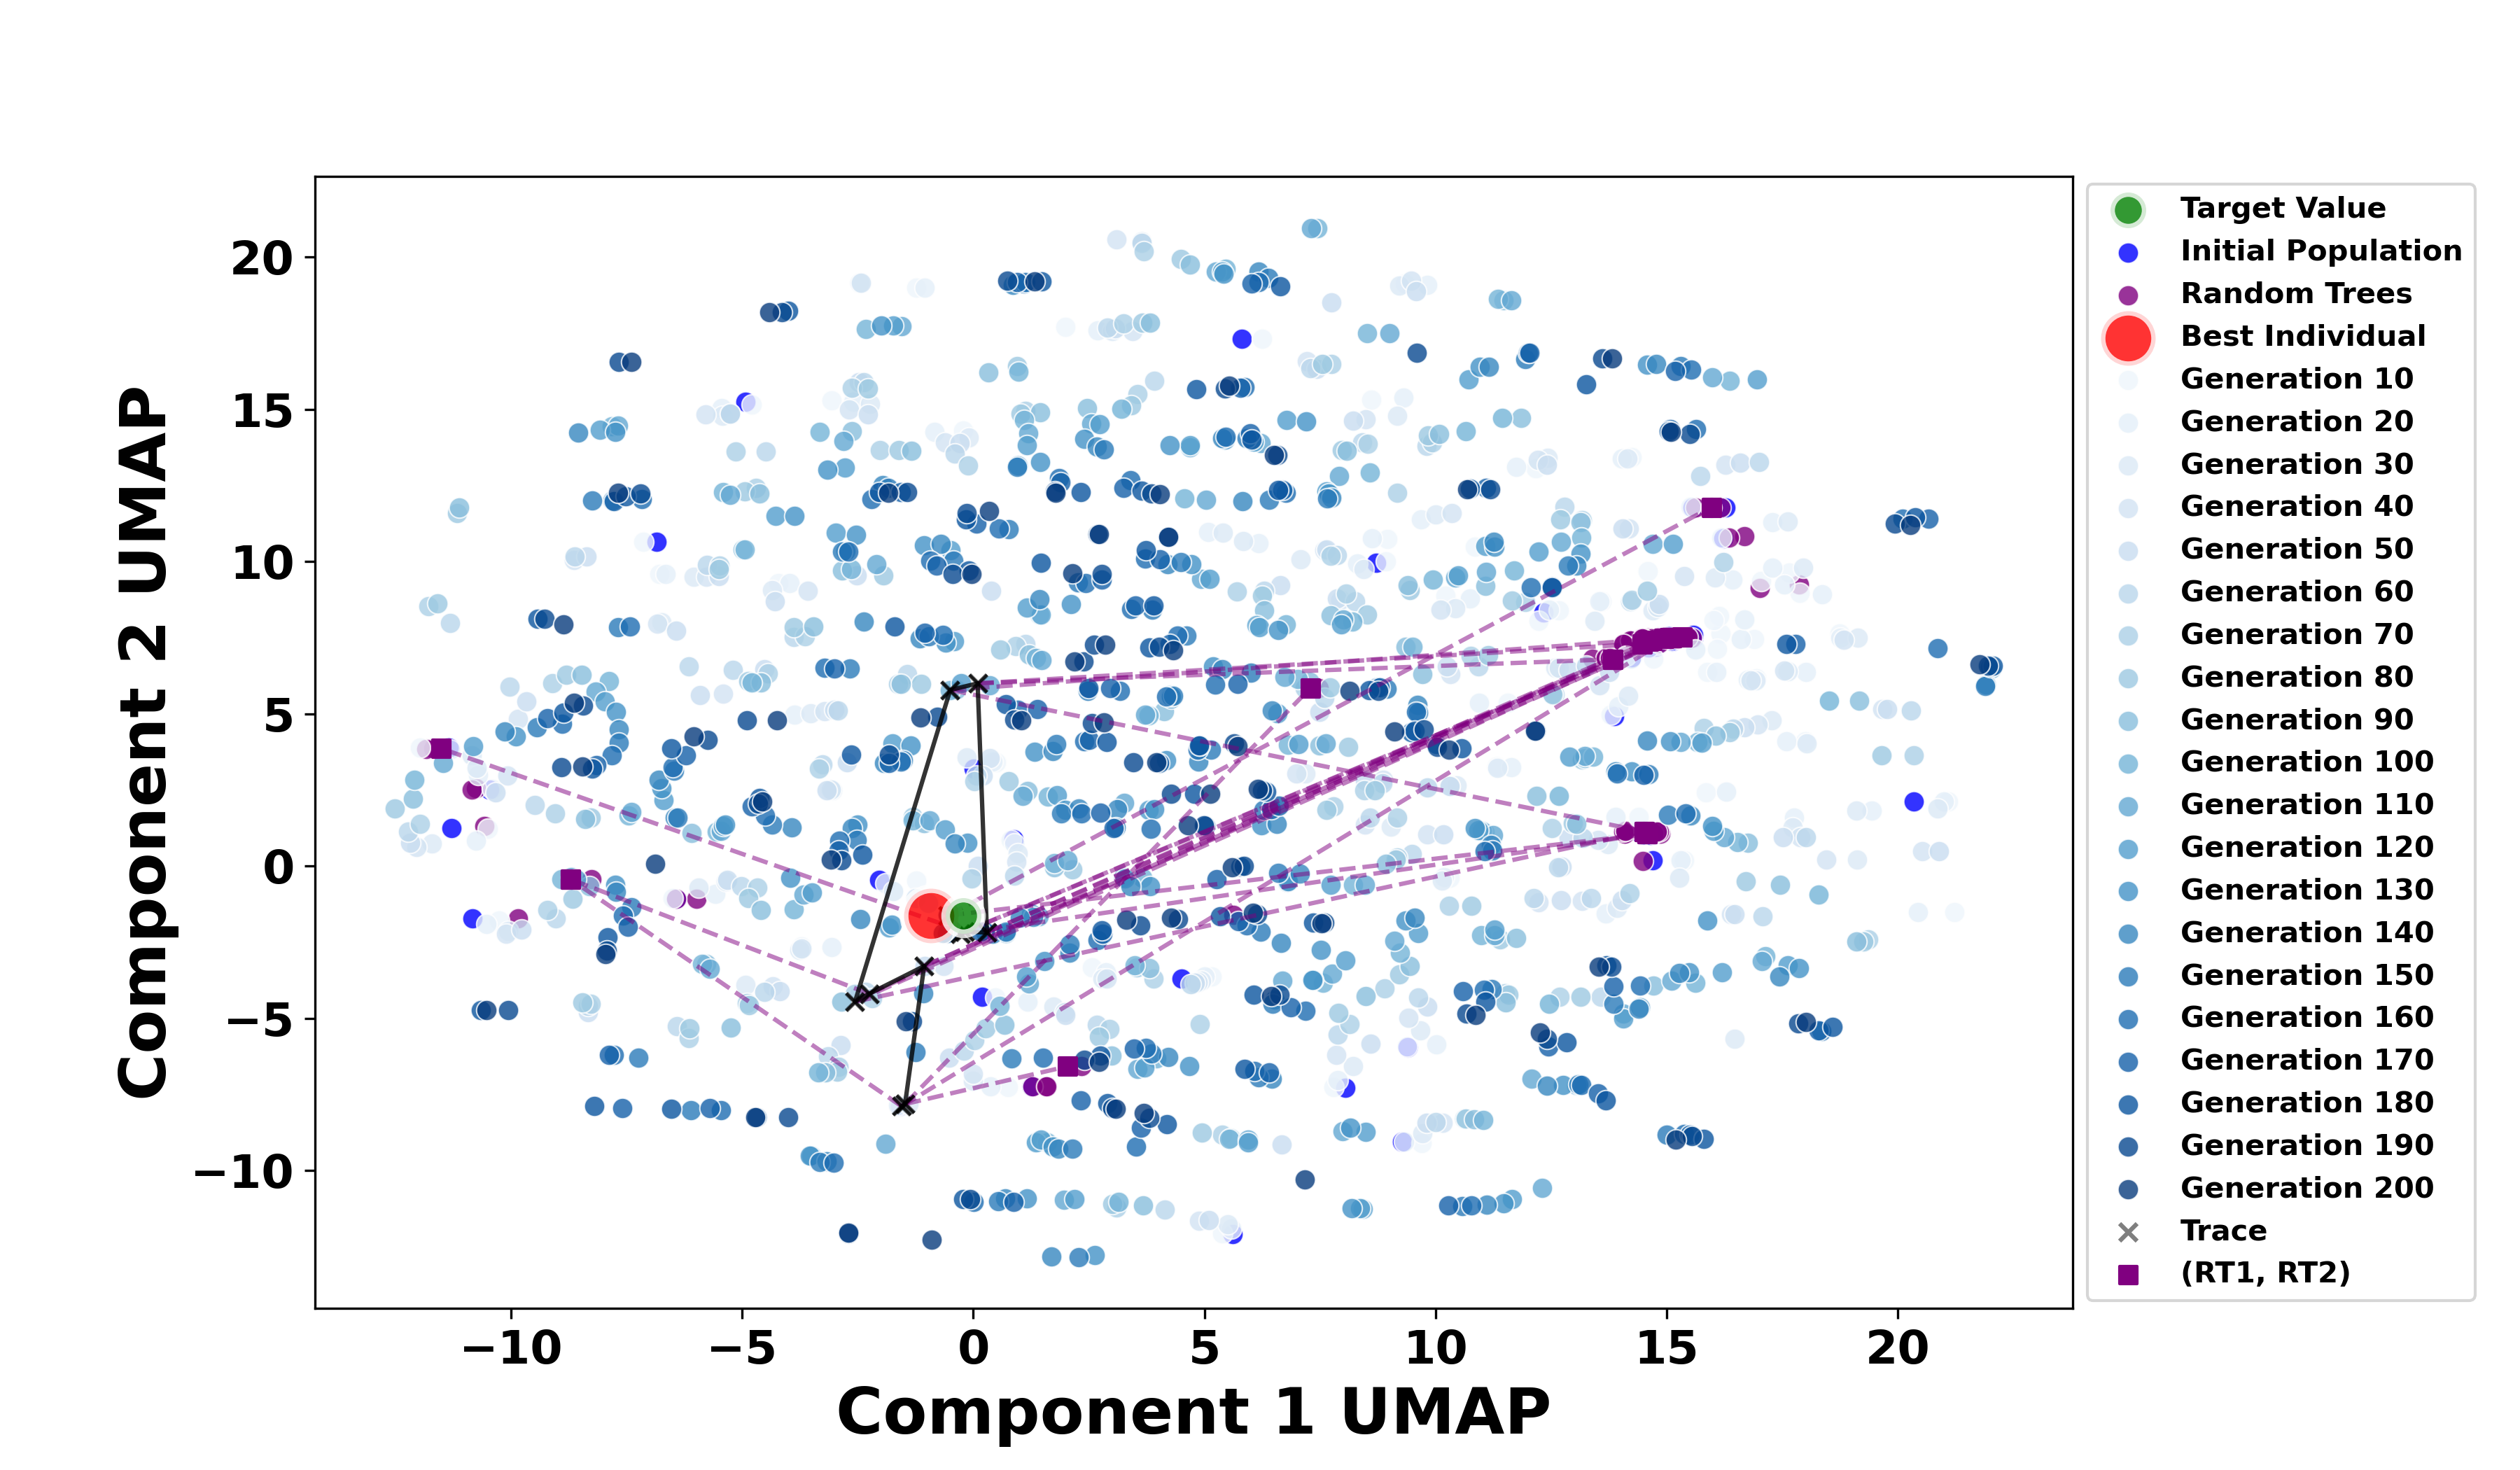 20
15
10
5
0
−5
−10
Component 2 UMAP
−10
−5
0
5
10
15
20
Component 1 UMAP
Target Value
Initial Population
Random Trees
Best Individual
Generation 10
Generation 20
Generation 30
Generation 40
Generation 50
Generation 60
Generation 70
Generation 80
Generation 90
Generation 100
Generation 110
Generation 120
Generation 130
Generation 140
Generation 150
Generation 160
Generation 170
Generation 180
Generation 190
Generation 200
Trace
(RT1, RT2)